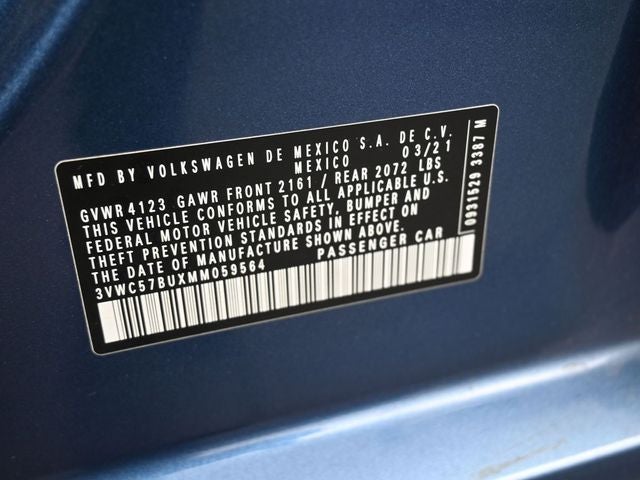 MFD BY VOLKSWAGEN DE MEXICO S.A. DE C.V.
MEXICO 03/21
GVWR 4123 GAWR FRONT 2161 / REAR 2072 LBS
THIS VEHICLE CONFORMS TO ALL APPLICABLE U.S.
FEDERAL MOTOR VEHICLE SAFETY, BUMPER AND
THEFT PREVENTION STANDARDS IN EFFECT ON
THE DATE OF MANUFACTURE SHOWN ABOVE.
3VWC57BUXMM059564 PASSENGER CAR
0931529 3387 M